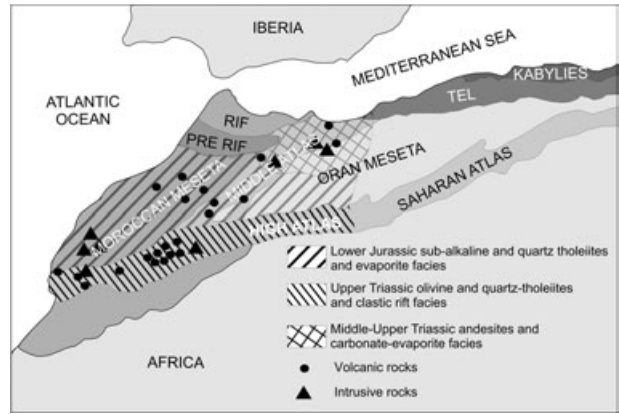 IBERIA
MEDITERRANEAN SEA
KABYLIES
TEL
ATLANTIC
OCEAN
RIF
PRE RIF
MIDDLE ATLAS
ORAN MESETA
MOROCCAN MESETA
SAHARAN ATLAS
HIGH ATLAS
Lower Jurassic sub-alkaline and quartz tholeiites
and evaporite facies
Upper Triassic olivine and quartz-tholeiites
and clastic rift facies
Middle-Upper Triassic andesites and
carbonate-evaporite facies
AFRICA
Volcanic rocks
Intrusive rocks